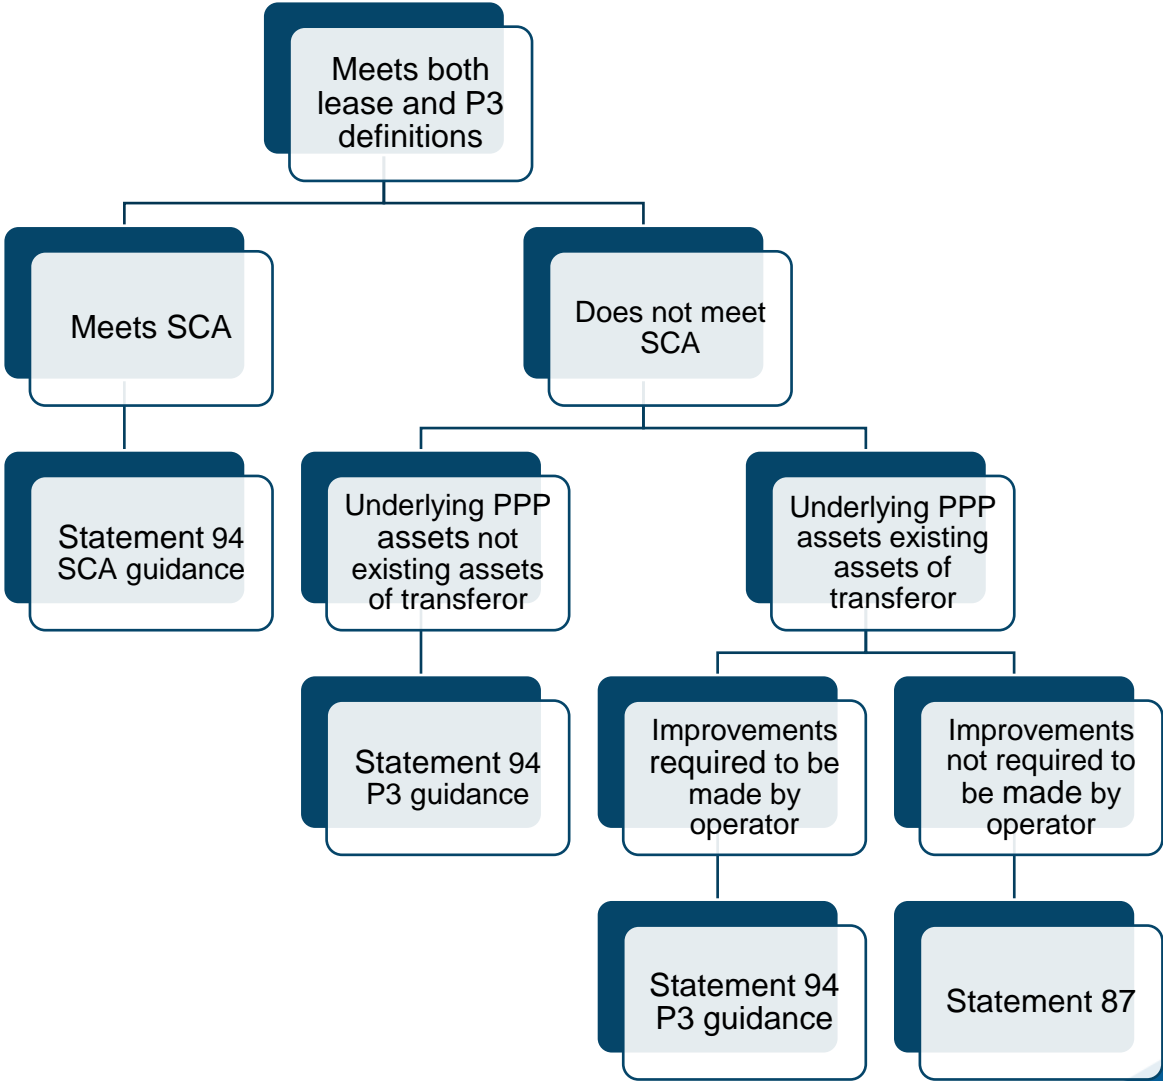 Meets both
lease and P3
definitions
Meets SCA
Does not meet
SCA
Statement 94
SCA guidance
Underlying PPP
assets not
existing assets
of transferor
Underlying PPP
assets existing
assets of
transferor
Statement 94
P3 guidance
Improvements
required to be
made by
operator
Improvements
not required to
be made by
operator
Statement 94
P3 guidance
Statement 87